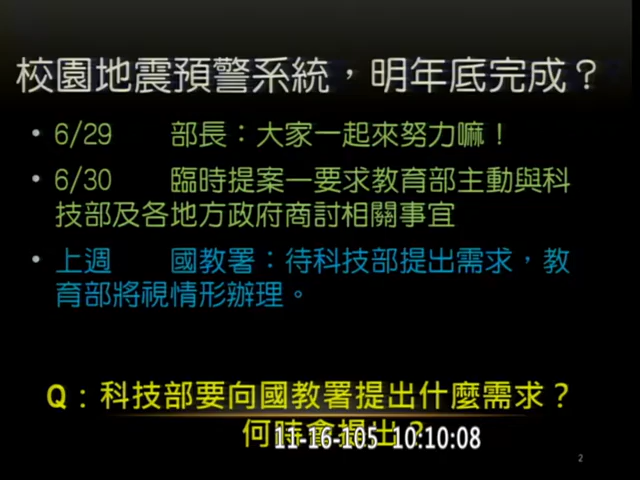 校園地震預警系統，明年底完成？
• 6/29 部長：大家一起來努力嘛！
• 6/30 臨時提案—要求教育部主動與科
技部及各地方政府商討相關事宜
• 上週 國教署：待科技部提出需求，教
育部將視情形辦理。
Q：科技部要向國教署提出什麼需求？
何時會提出？
11-16-105 10:10:08
2